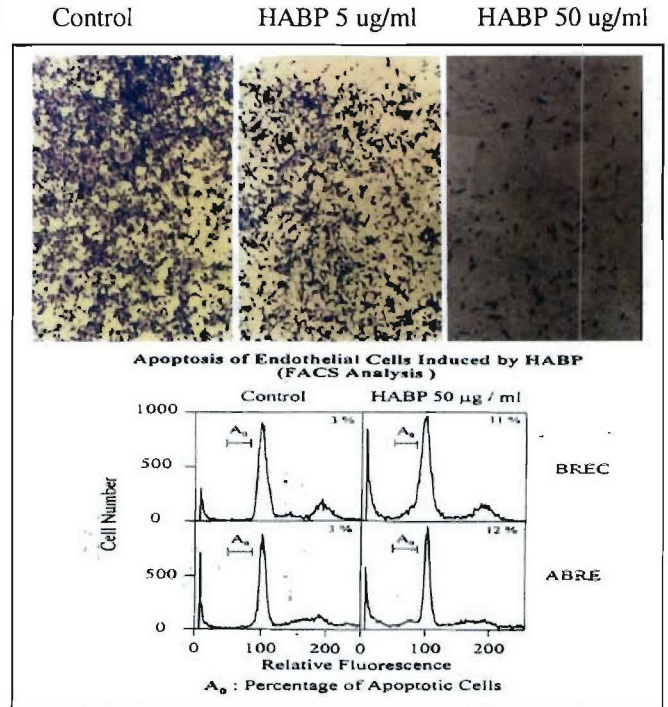 Control HABP 5 ug/ml HABP 50 ug/ml
Apoptosis of Endothelial Cells Induced by HABP
(FACS Analysis)
Control HABP 50 µg / ml
1000
500
0
500
0
Cell Number
A₀ 3 % A₀ 11 %
BREC
A₀ 3 % A₀ 12 %
ABRE
0 100 200 0 100 200
Relative Fluorescence
A₀ : Percentage of Apoptotic Cells